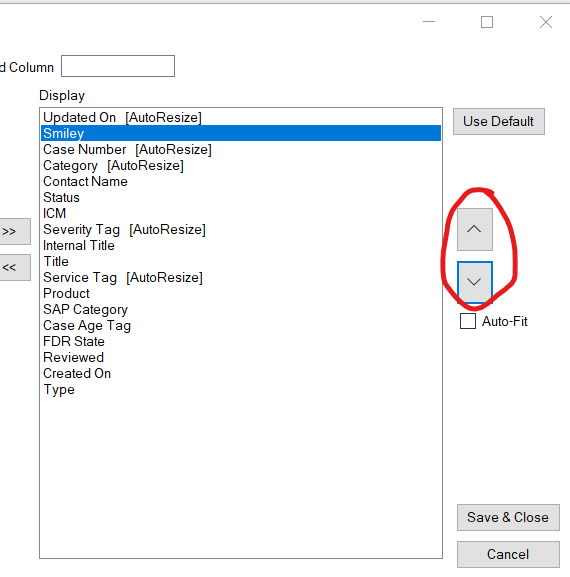 d Column
Display
Updated On [AutoResize]
Smiley
Case Number [AutoResize]
Category [AutoResize]
Contact Name
Status
ICM
Severity Tag [AutoResize]
Internal Title
Title
Service Tag [AutoResize]
Product
SAP Category
Case Age Tag
FDR State
Reviewed
Created On
Type
Use Default
>>
<<
Auto-Fit
Save & Close
Cancel